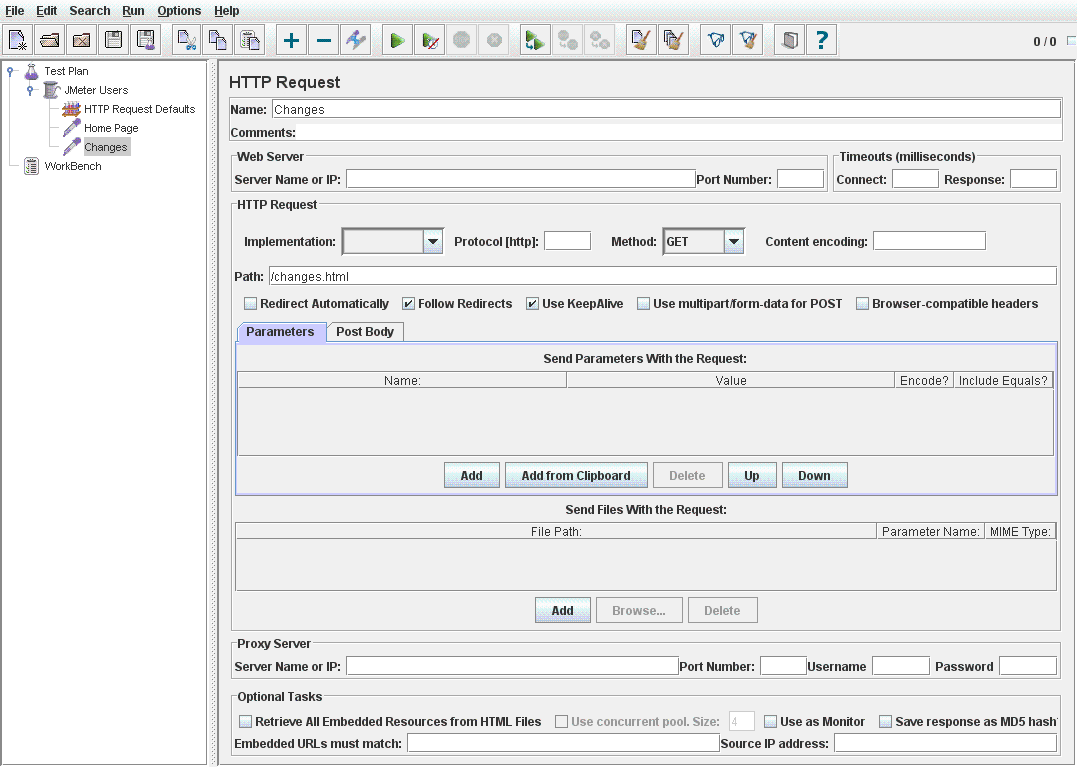 File Edit Search Run Options Help
0 / 0
Test Plan
JMeter Users
HTTP Request Defaults
Home Page
Changes
WorkBench
HTTP Request
Name: Changes
Comments:
Web Server
Server Name or IP: Port Number:
Timeouts (milliseconds)
Connect: Response:
HTTP Request
Implementation: Protocol [http]: Method: GET Content encoding:
Path: /changes.html
Redirect Automatically Follow Redirects Use KeepAlive Use multipart/form-data for POST Browser-compatible headers
Parameters Post Body
Send Parameters With the Request:
Name: Value Encode? Include Equals?
Add Add from Clipboard Delete Up Down
Send Files With the Request:
File Path: Parameter Name: MIME Type:
Add Browse... Delete
Proxy Server
Server Name or IP: Port Number: Username Password
Optional Tasks
Retrieve All Embedded Resources from HTML Files Use concurrent pool. Size: 4 Use as Monitor Save response as MD5 hash
Embedded URLs must match: Source IP address: